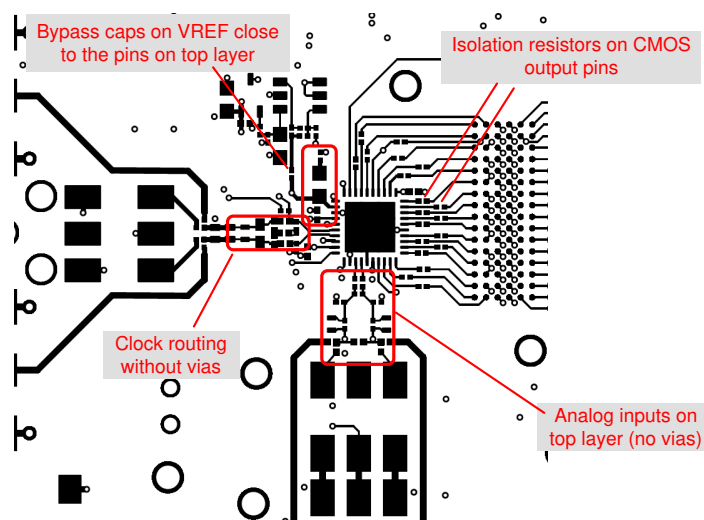 Bypass caps on VREF close
to the pins on top layer
Isolation resistors on CMOS
output pins
Clock routing
without vias
Analog inputs on
top layer (no vias)